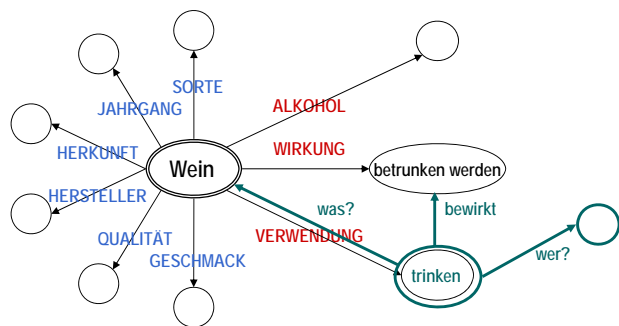 SORTE
JAHRGANG
ALKOHOL
HERKUNFT
WIRKUNG
Wein
betrunken werden
HERSTELLER
was?
bewirkt
QUALITÄT
VERWENDUNG
GESCHMACK
wer?
trinken